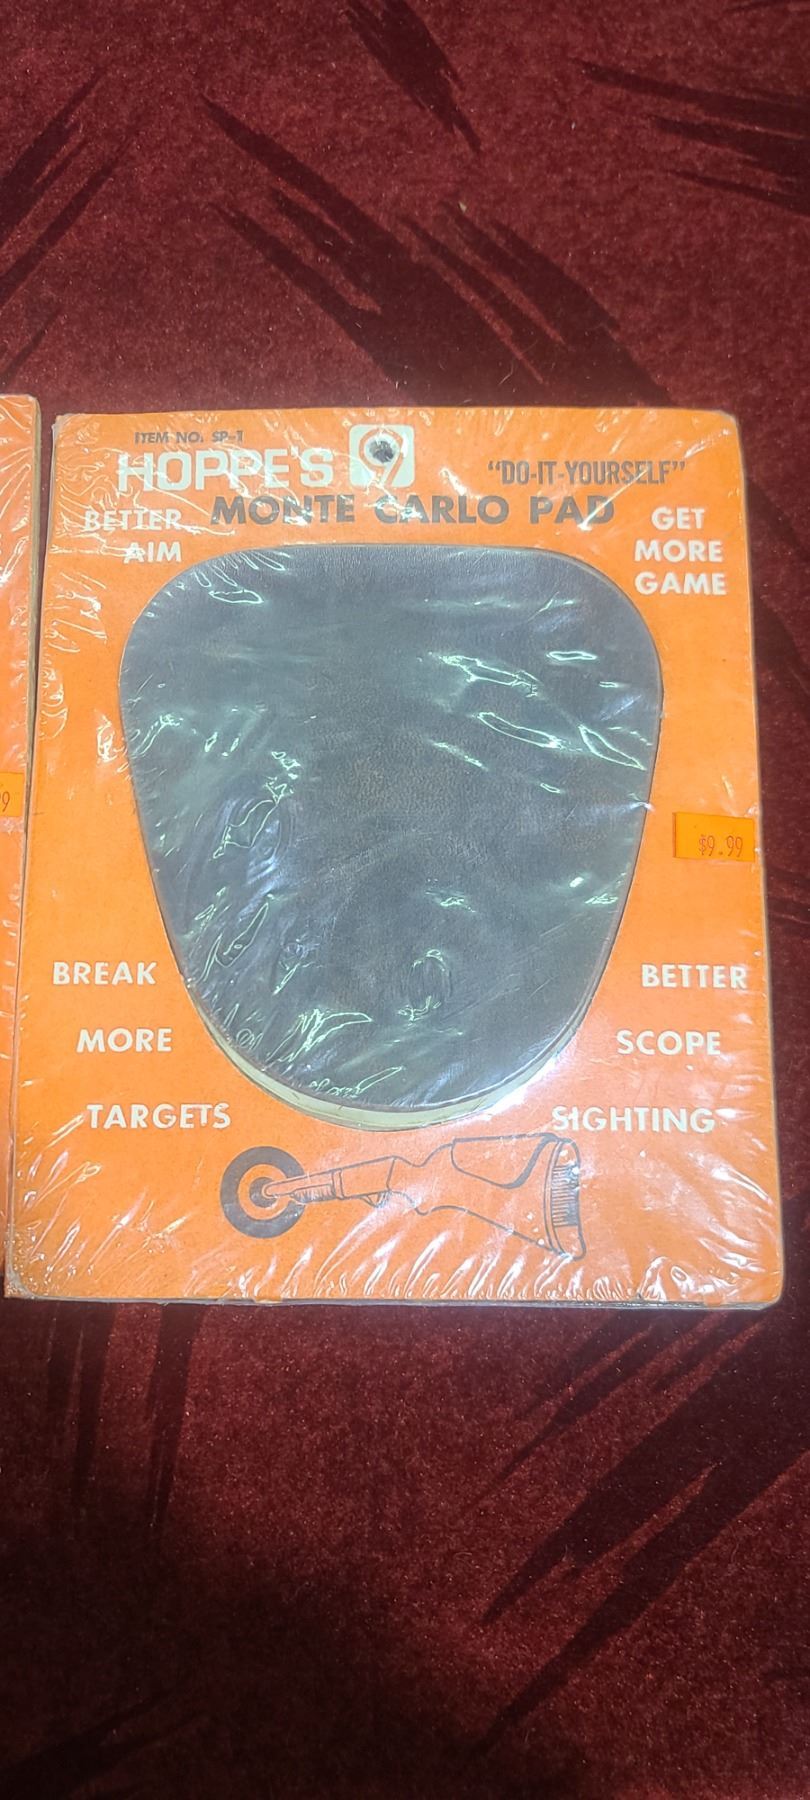 ITEM NO. SP-1
HOPPE'S 9
"DO-IT-YOURSELF"
MONTE CARLO PAD
BETTER
AIM
GET
MORE
GAME
$9.99
BREAK
MORE
TARGETS
BETTER
SCOPE
SIGHTING
9